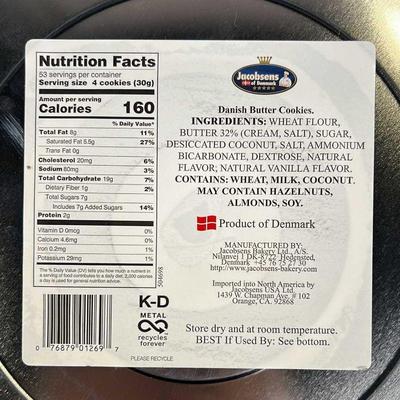 Nutrition Facts
53 servings per container
Serving size 4 cookies (30g)
Amount per serving
Calories 160
% Daily Value*
Total Fat 8g 11%
Saturated Fat 5.5g 27%
Trans Fat 0g
Cholesterol 20mg 6%
Sodium 80mg 3%
Total Carbohydrate 19g 7%
Dietary Fiber 1g 2%
Total Sugars 7g
Includes 7g Added Sugars 14%
Protein 2g
Vitamin D 0mcg 0%
Calcium 4.6mg 0%
Iron 0.2mg 1%
Potassium 29mg 1%
*The % Daily Value (DV) tells you how much a nutrient in
a serving of food contributes to a daily diet. 2,000 calories
a day is used for general nutrition advice.
504698
0 76879 01269 7
K-D
METAL
recycles
forever
PLEASE RECYCLE
Jacobsens
of Denmark
Danish Butter Cookies.
INGREDIENTS: WHEAT FLOUR,
BUTTER 32% (CREAM, SALT), SUGAR,
DESICCATED COCONUT, SALT, AMMONIUM
BICARBONATE, DEXTROSE, NATURAL
FLAVOR; NATURAL VANILLA FLAVOR.
CONTAINS: WHEAT, MILK, COCONUT.
MAY CONTAIN HAZELNUTS,
ALMONDS, SOY.
Product of Denmark
MANUFACTURED BY:
Jacobsens Bakery Ltd., A/S.
Nilanvej 1 DK-8722 Hedensted,
Denmark +45 76 75 27 30
http://www.jacobsens-bakery.com
Imported into North America by
Jacobsens USA Ltd.
1439 W. Chapman Ave. # 102
Orange, CA. 92868
Store dry and at room temperature.
BEST If Used By: See bottom.